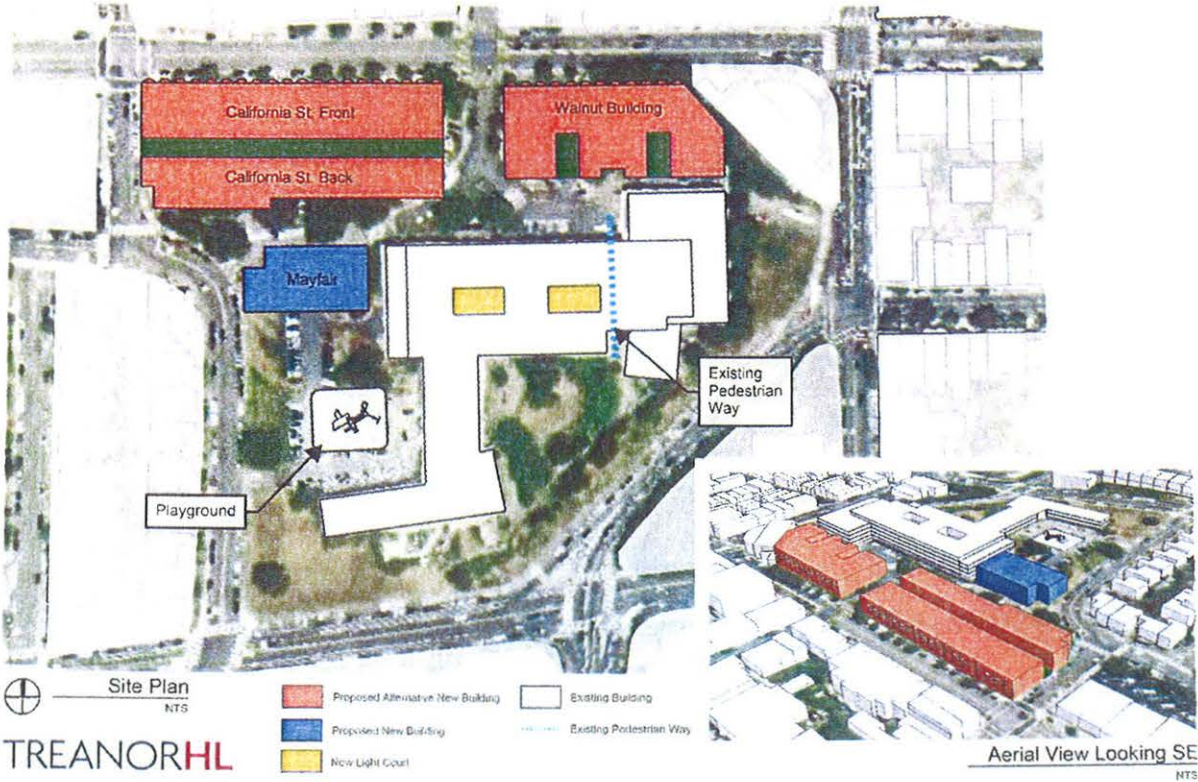 California St. Front
Walnut Building
California St. Back
Mayfair
Existing
Pedestrian
Way
Playground
Site Plan
NTS
Proposed Alternative New Building
Existing Building
Proposed New Building
Existing Pedestrian Way
New Light Court
TREANORHL
Aerial View Looking SE
NTS